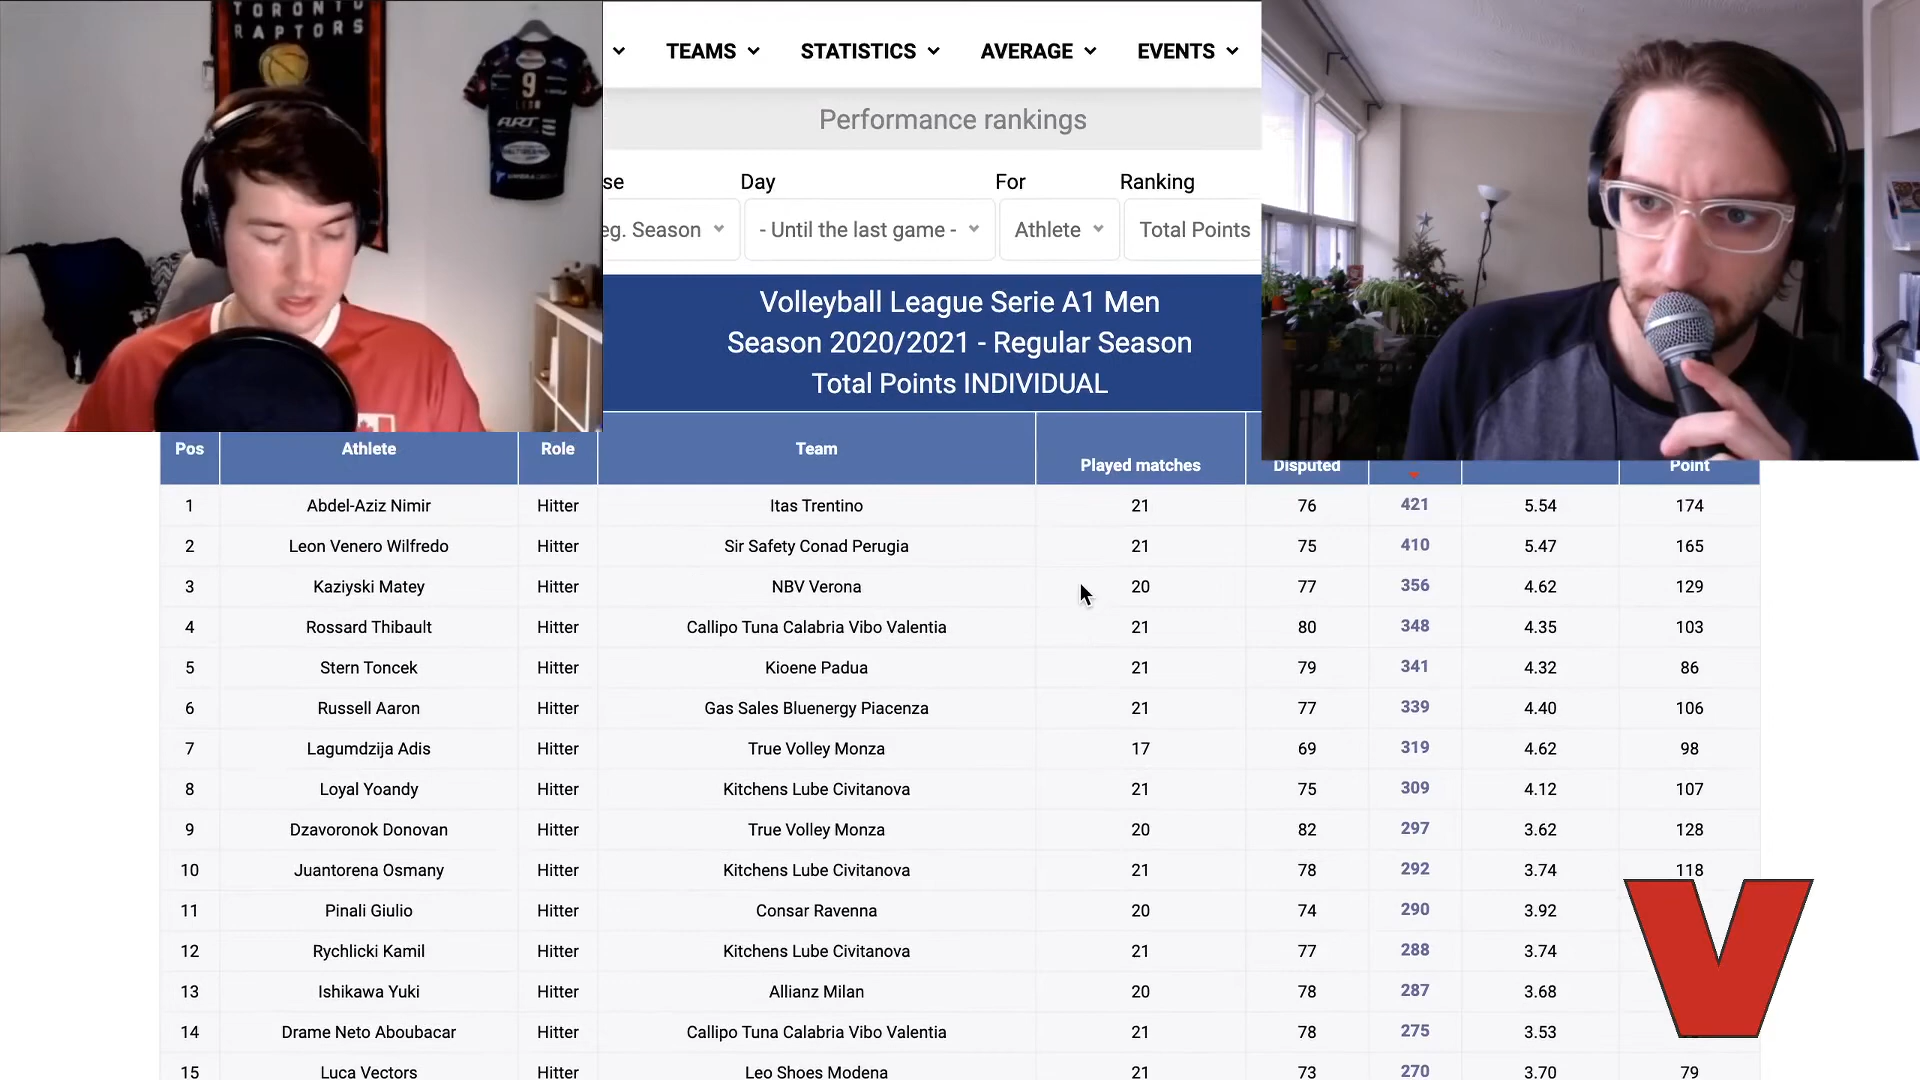 TORONTO
RAPTORS
9
LEON
ART
TEAMS
STATISTICS
AVERAGE
EVENTS
Performance rankings
se
Day
For
Ranking
eg. Season
- Until the last game -
Athlete
Total Points
Volleyball League Serie A1 Men
Season 2020/2021 - Regular Season
Total Points INDIVIDUAL
Pos Athlete Role Team Played matches Disputed Point
1 Abdel-Aziz Nimir Hitter Itas Trentino 21 76 421 5.54 174
2 Leon Venero Wilfredo Hitter Sir Safety Conad Perugia 21 75 410 5.47 165
3 Kaziyski Matey Hitter NBV Verona 20 77 356 4.62 129
4 Rossard Thibault Hitter Callipo Tuna Calabria Vibo Valentia 21 80 348 4.35 103
5 Stern Toncek Hitter Kioene Padua 21 79 341 4.32 86
6 Russell Aaron Hitter Gas Sales Bluenergy Piacenza 21 77 339 4.40 106
7 Lagumdzija Adis Hitter True Volley Monza 17 69 319 4.62 98
8 Loyal Yoandy Hitter Kitchens Lube Civitanova 21 75 309 4.12 107
9 Dzavoronok Donovan Hitter True Volley Monza 20 82 297 3.62 128
10 Juantorena Osmany Hitter Kitchens Lube Civitanova 21 78 292 3.74 118
11 Pinali Giulio Hitter Consar Ravenna 20 74 290 3.92
12 Rychlicki Kamil Hitter Kitchens Lube Civitanova 21 77 288 3.74
13 Ishikawa Yuki Hitter Allianz Milan 20 78 287 3.68
14 Drame Neto Aboubacar Hitter Callipo Tuna Calabria Vibo Valentia 21 78 275 3.53
15 Luca Vectors Hitter Leo Shoes Modena 21 73 270 3.70 79
V